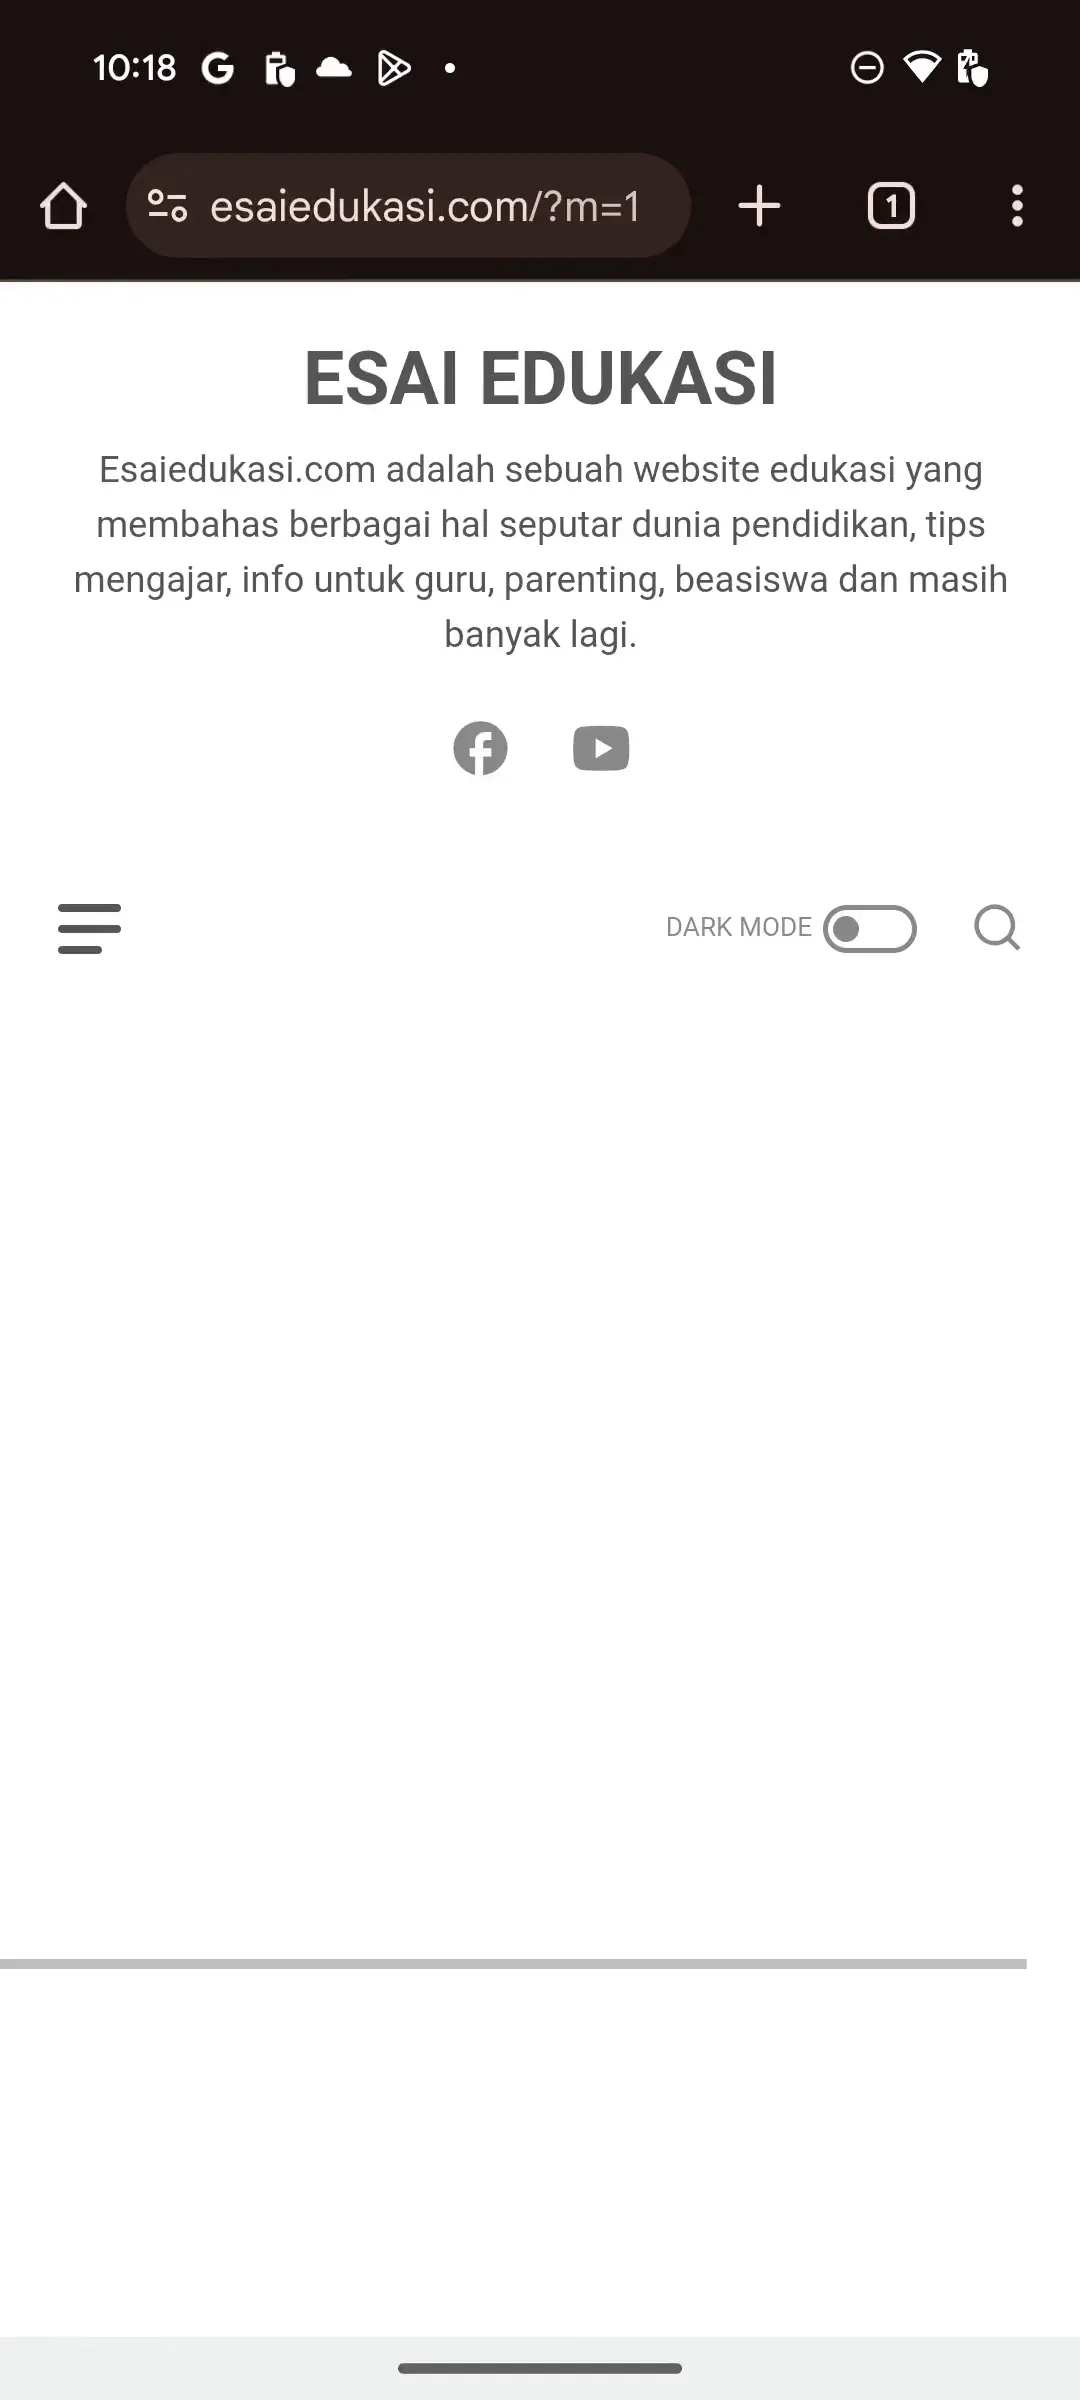 10:18
esaiedukasi.com/?m=1
1
ESAI EDUKASI
Esaiedukasi.com adalah sebuah website edukasi yang
membahas berbagai hal seputar dunia pendidikan, tips
mengajar, info untuk guru, parenting, beasiswa dan masih
banyak lagi.
DARK MODE